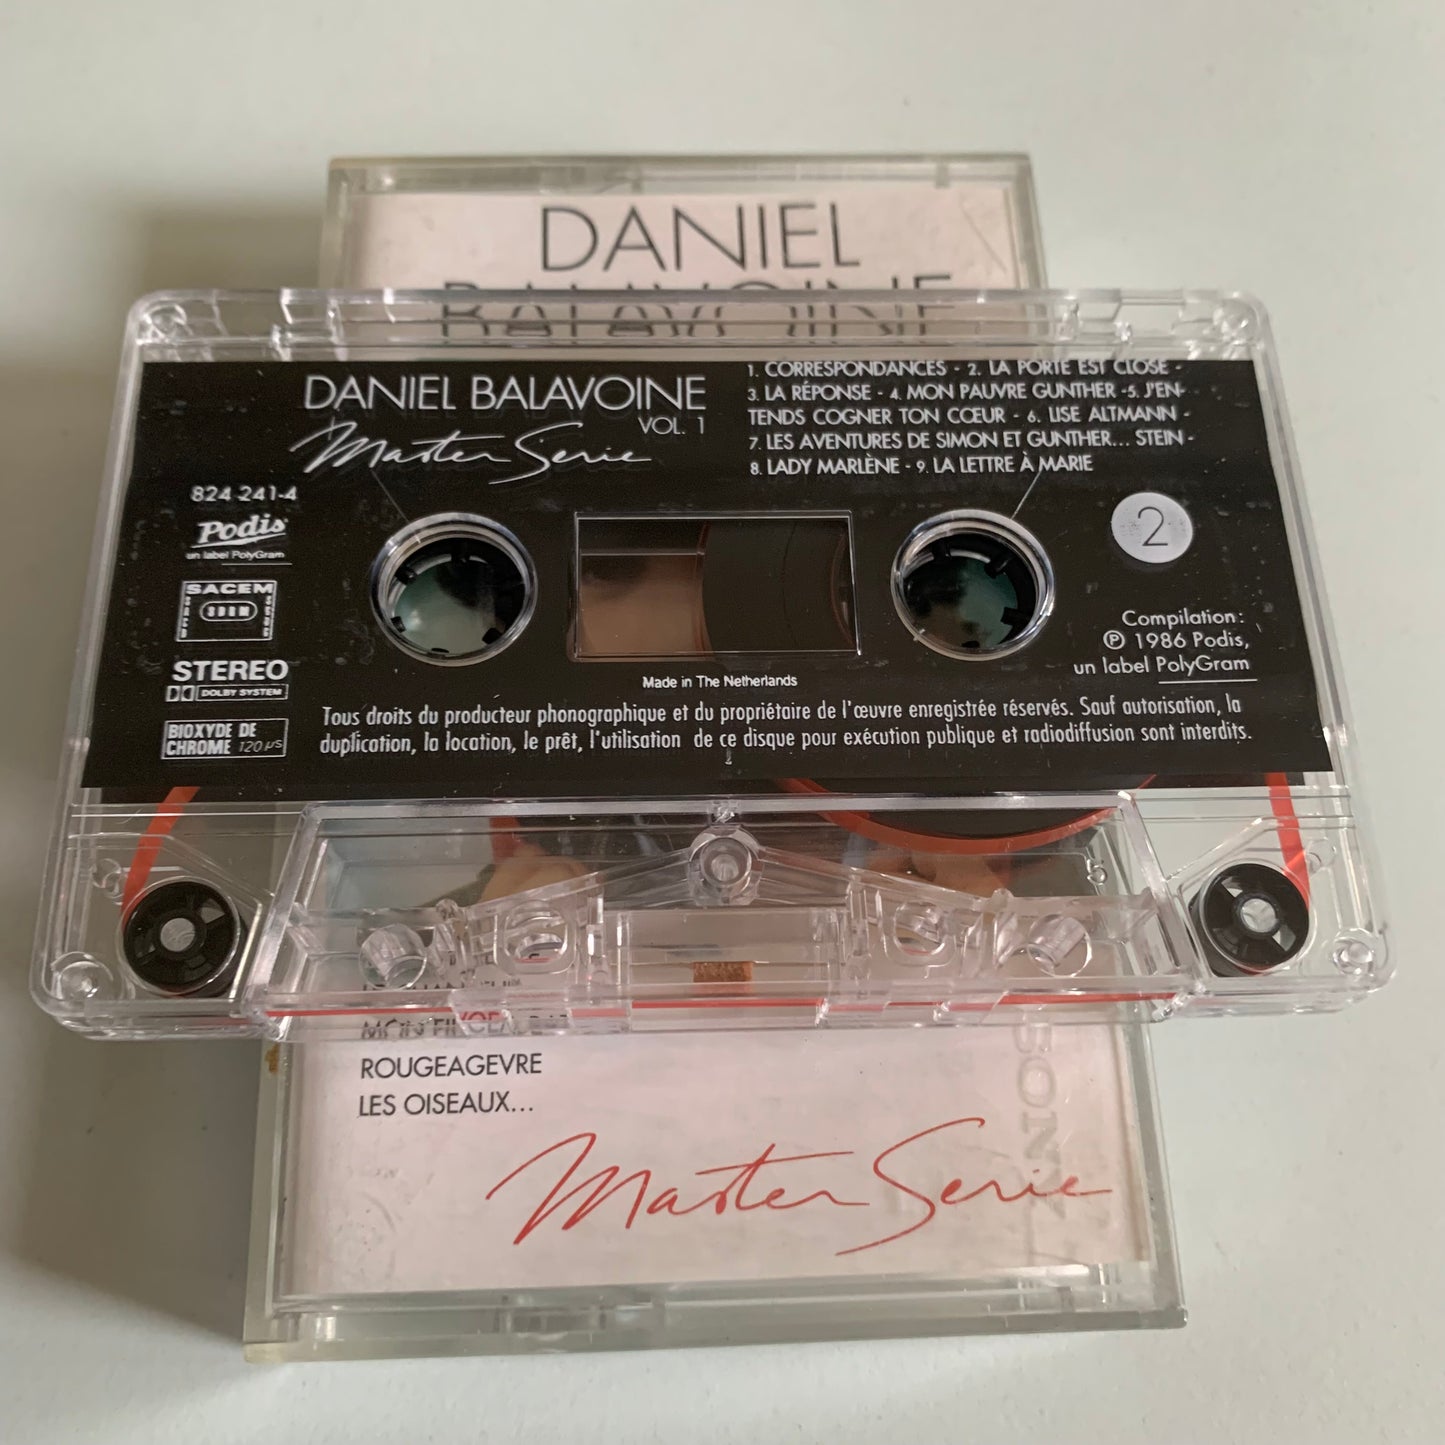 DANIEL
BALAVOINE
DANIEL BALAVOINE
VOL. 1
Master Serie
1. CORRESPONDANCES - 2. LA PORTE EST CLOSE -
3. LA RÉPONSE - 4. MON PAUVRE GUNTHER -5. J'EN-
TENDS COGNER TON CŒUR - 6. LISE ALTMANN -
7. LES AVENTURES DE SIMON ET GUNTHER... STEIN -
8. LADY MARLÈNE - 9. LA LETTRE À MARIE
824 241-4
Podis
un label PolyGram
SACEM
SDRM
STEREO
DOLBY SYSTEM
BIOXYDE DE
CHROME 120 µs
2
Compilation:
℗ 1986 Podis,
un label PolyGram
Made in The Netherlands
Tous droits du producteur phonographique et du propriétaire de l'œuvre enregistrée réservés. Sauf autorisation, la
duplication, la location, le prêt, l'utilisation de ce disque pour exécution publique et radiodiffusion sont interdits.
ROUGEAGEVRE
LES OISEAUX...
Master Serie
SONY